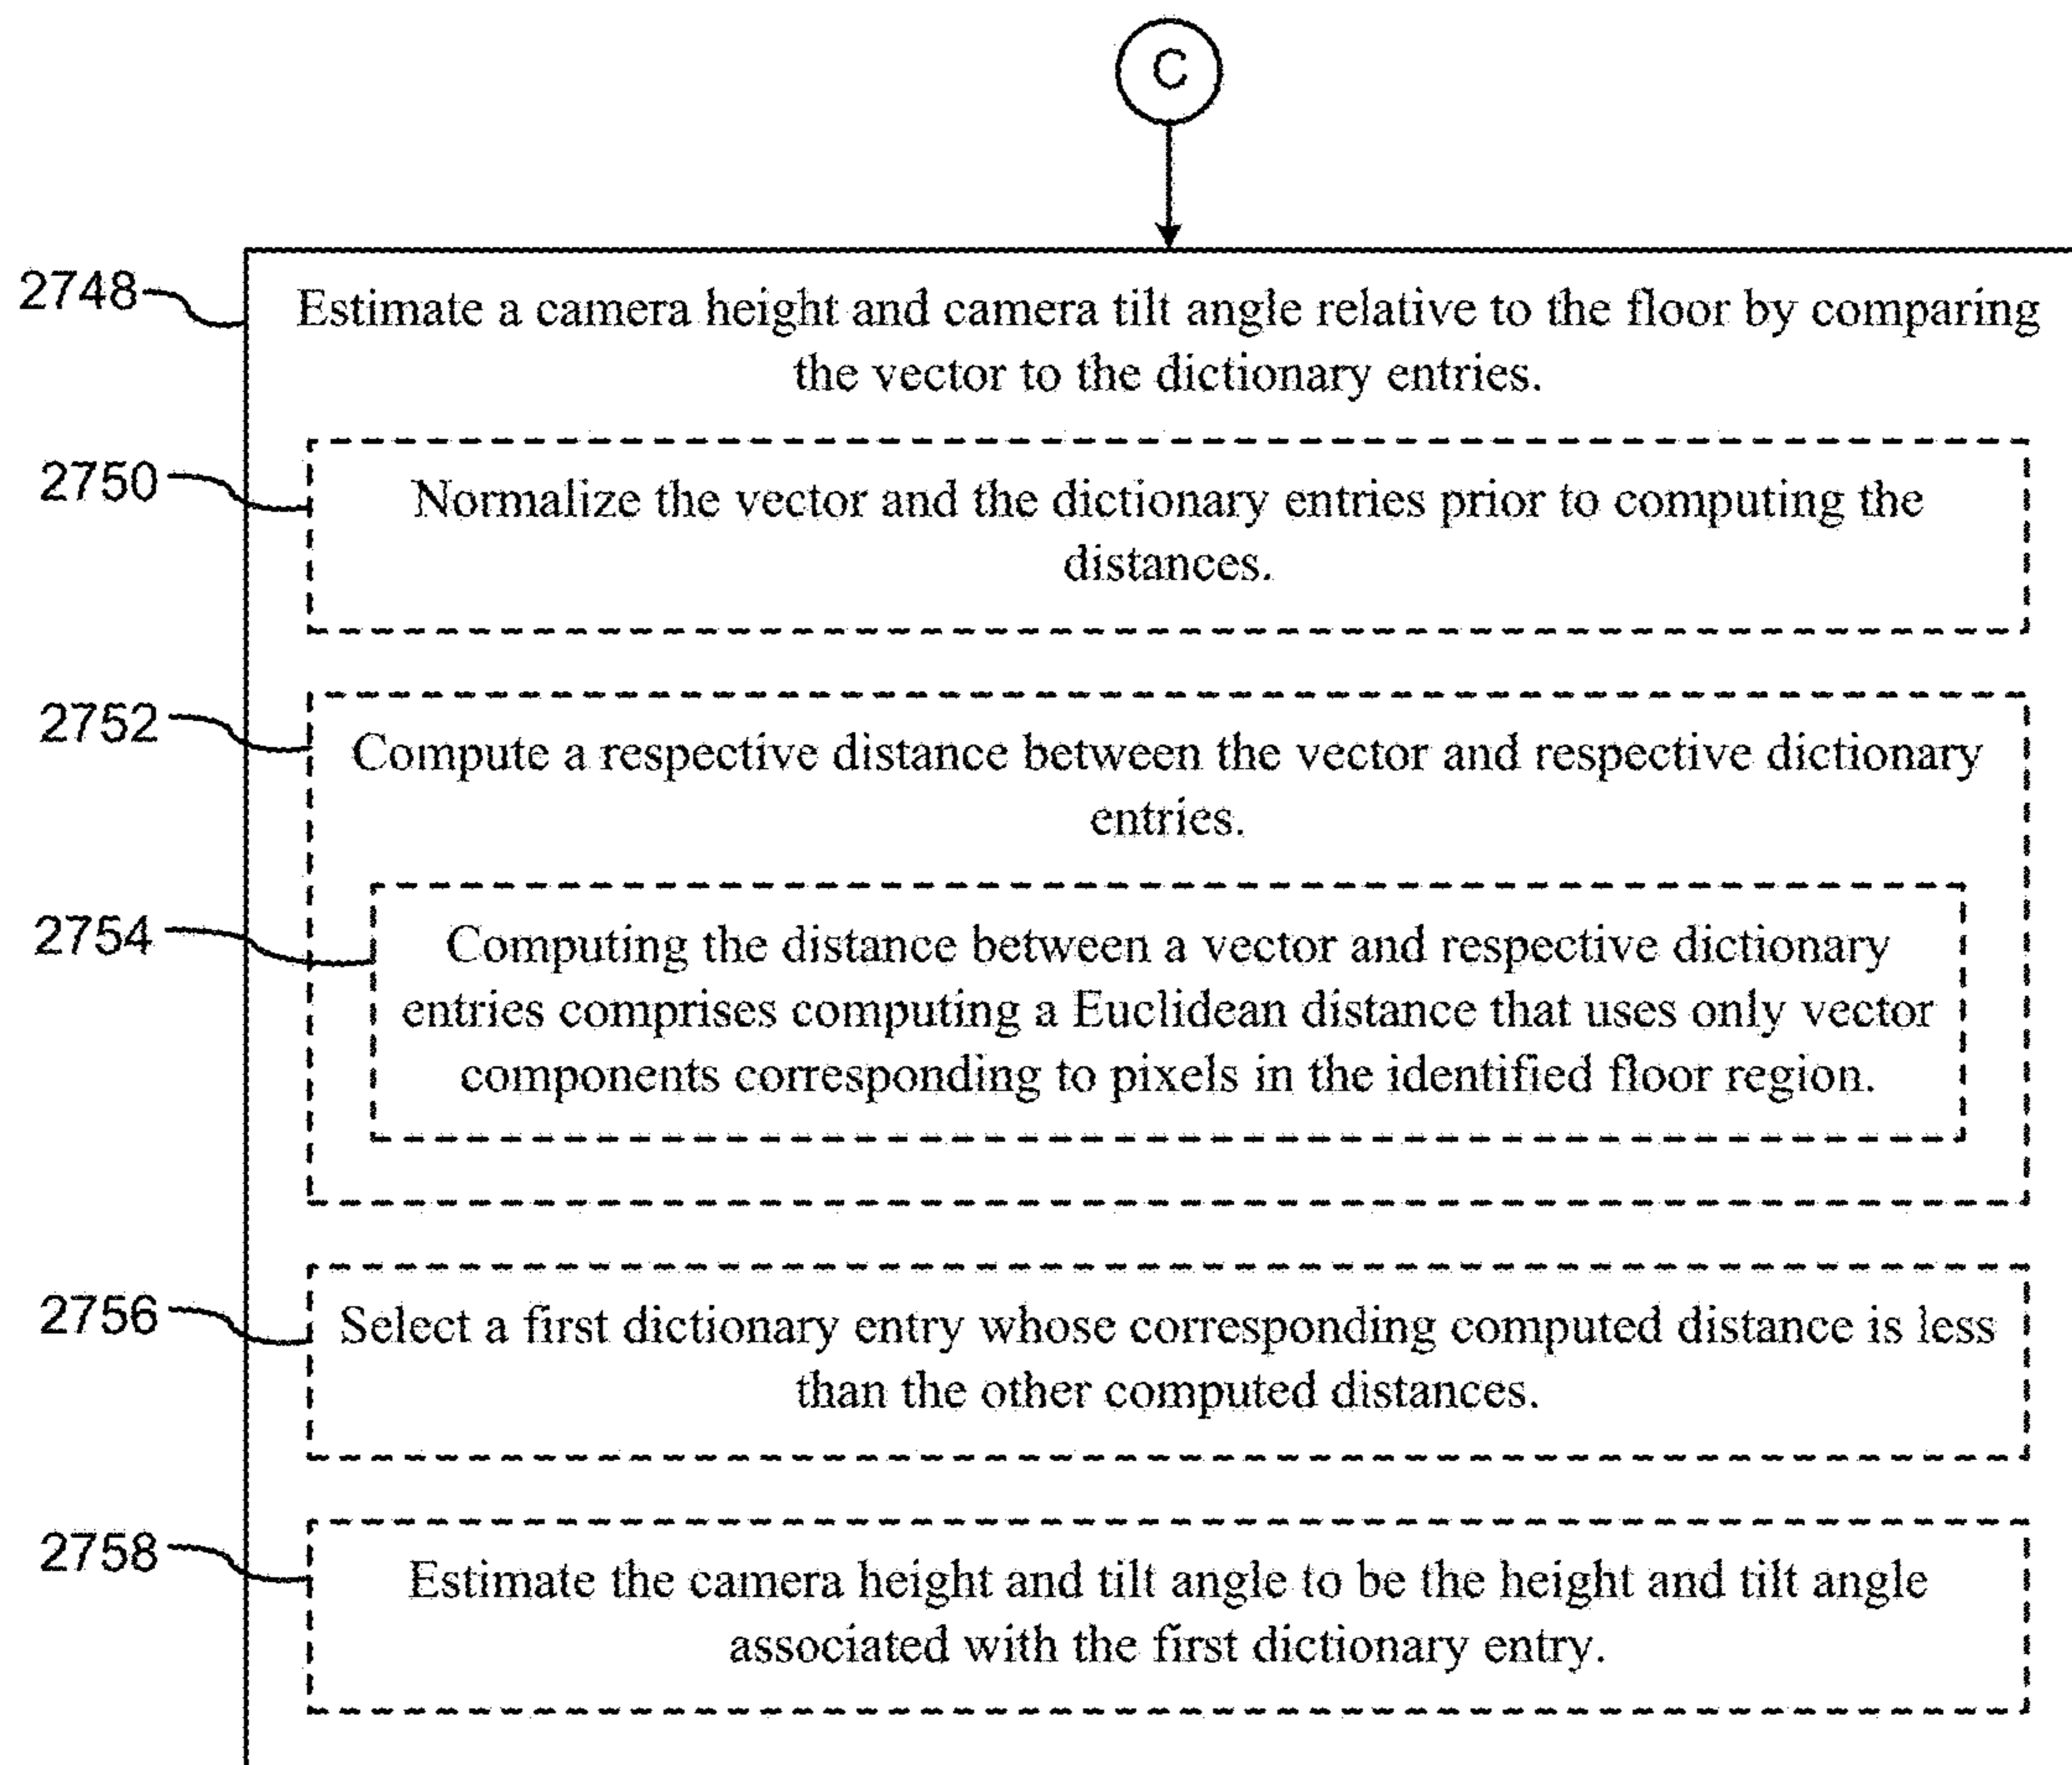 C
2748
Estimate a camera height and camera tilt angle relative to the floor by comparing
the vector to the dictionary entries.
2750
Normalize the vector and the dictionary entries prior to computing the
distances.
2752
Compute a respective distance between the vector and respective dictionary
entries.
2754
Computing the distance between a vector and respective dictionary
entries comprises computing a Euclidean distance that uses only vector
components corresponding to pixels in the identified floor region.
2756
Select a first dictionary entry whose corresponding computed distance is less
than the other computed distances.
2758
Estimate the camera height and tilt angle to be the height and tilt angle
associated with the first dictionary entry.